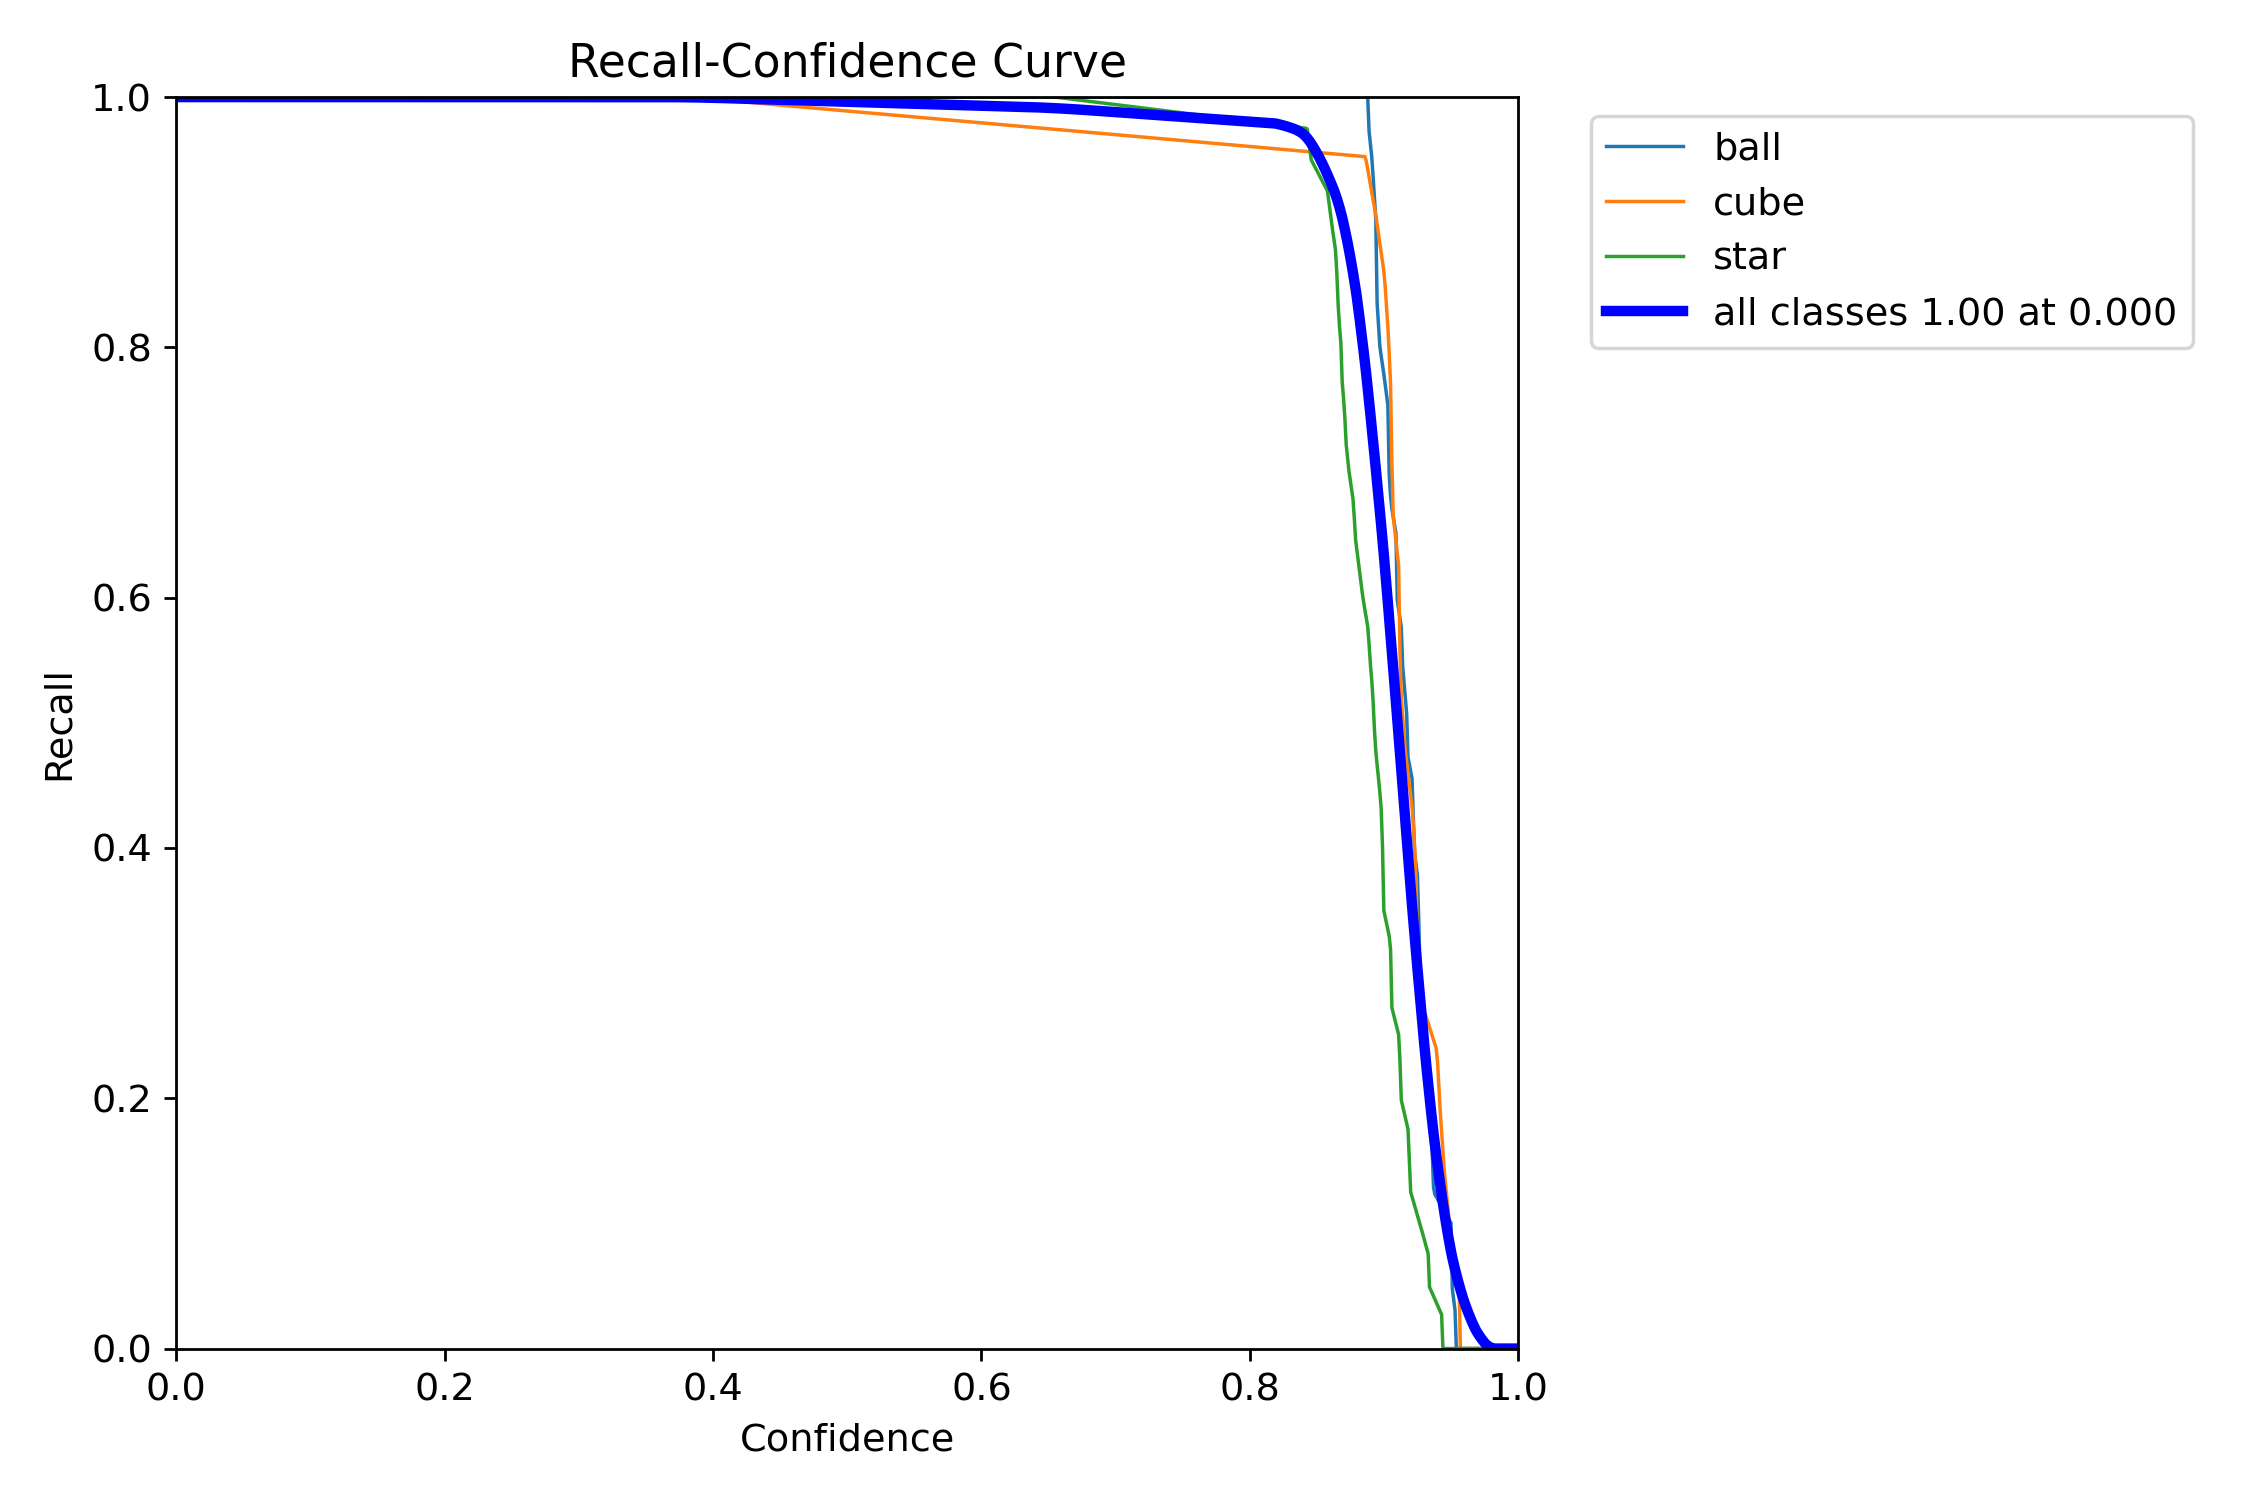 Recall-Confidence Curve
1.0
0.8
0.6
0.4
0.2
0.0
Recall
0.0 0.2 0.4 0.6 0.8 1.0
Confidence
ball
cube
star
all classes 1.00 at 0.000